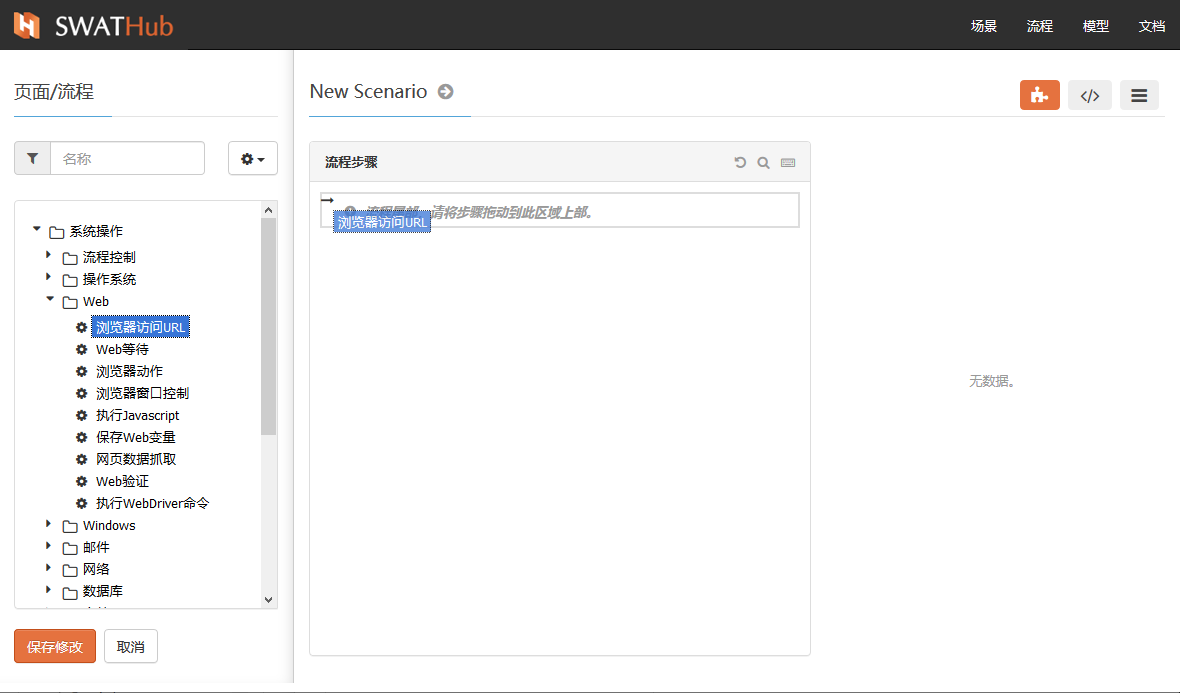 SWATHub
场景 流程 模型 文档
页面/流程
New Scenario
名称
流程步骤
请将步骤拖动到此区域上部。
浏览器访问URL
系统操作
流程控制
操作系统
Web
浏览器访问URL
Web等待
浏览器动作
浏览器窗口控制
执行Javascript
保存Web变量
网页数据抓取
Web验证
执行WebDriver命令
Windows
邮件
网络
数据库
无数据。
保存修改 取消